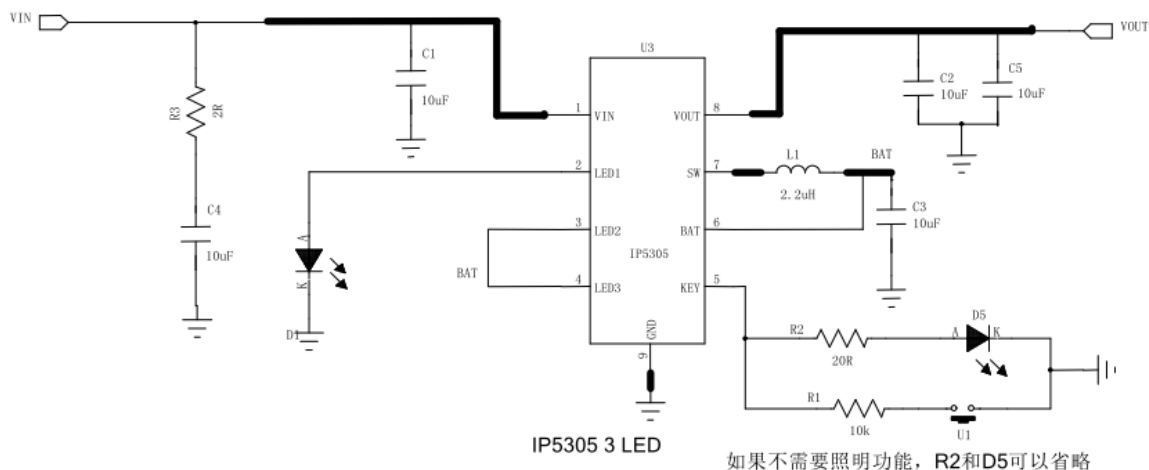 VIN
VOUT
R3
2R
C1
10uF
U3
C2
10uF
C5
10uF
1
VIN
VOUT
8
2
LED1
SW
7
L1
2.2uH
BAT
C4
10uF
3
LED2
BAT
6
C3
10uF
IP5305
BAT
4
LED3
KEY
5
A
K
D1
GND
9
R2
20R
A
D5
K
R1
10k
U1
IP5305 3 LED
如果不需要照明功能，R2和D5可以省略